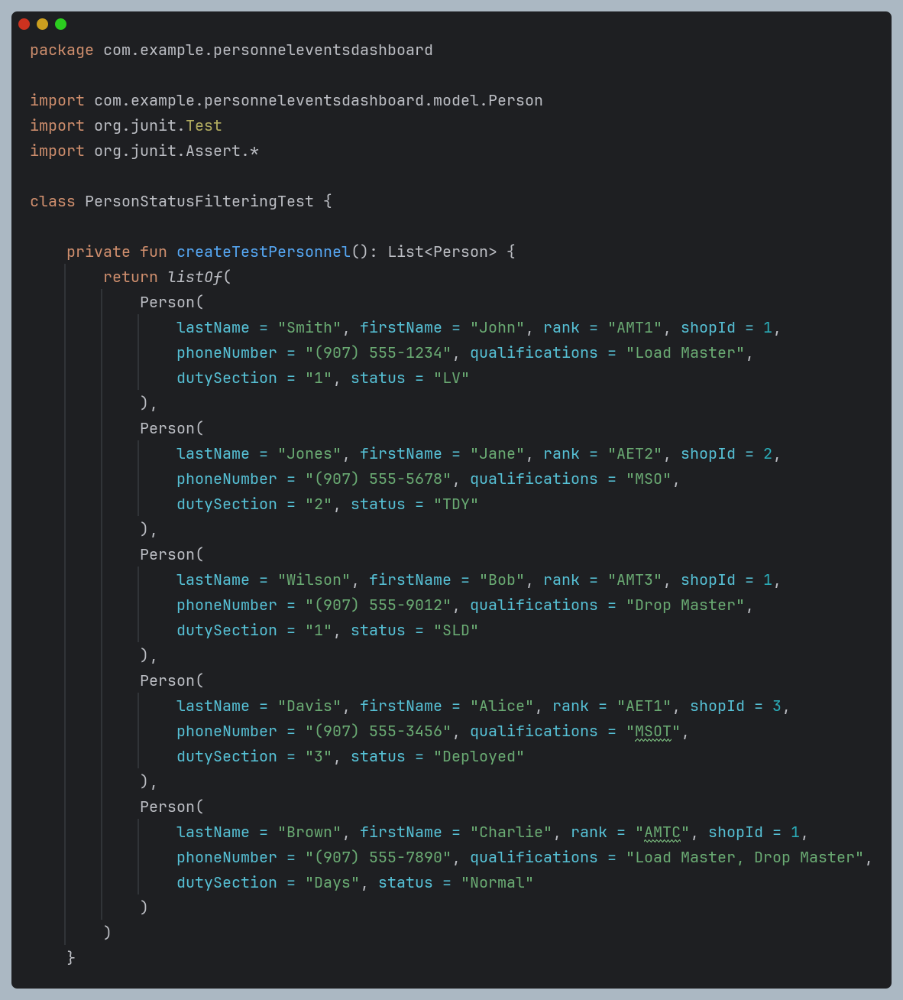 package com.example.personneleventsdashboard

import com.example.personneleventsdashboard.model.Person
import org.junit.Test
import org.junit.Assert.*

class PersonStatusFilteringTest {

    private fun createTestPersonnel(): List<Person> {
        return listOf(
            Person(
                lastName = "Smith", firstName = "John", rank = "AMT1", shopId = 1,
                phoneNumber = "(907) 555-1234", qualifications = "Load Master",
                dutySection = "1", status = "LV"
            ),
            Person(
                lastName = "Jones", firstName = "Jane", rank = "AET2", shopId = 2,
                phoneNumber = "(907) 555-5678", qualifications = "MSO",
                dutySection = "2", status = "TDY"
            ),
            Person(
                lastName = "Wilson", firstName = "Bob", rank = "AMT3", shopId = 1,
                phoneNumber = "(907) 555-9012", qualifications = "Drop Master",
                dutySection = "1", status = "SLD"
            ),
            Person(
                lastName = "Davis", firstName = "Alice", rank = "AET1", shopId = 3,
                phoneNumber = "(907) 555-3456", qualifications = "MSOT",
                dutySection = "3", status = "Deployed"
            ),
            Person(
                lastName = "Brown", firstName = "Charlie", rank = "AMTC", shopId = 1,
                phoneNumber = "(907) 555-7890", qualifications = "Load Master, Drop Master",
                dutySection = "Days", status = "Normal"
            )
        )
    }